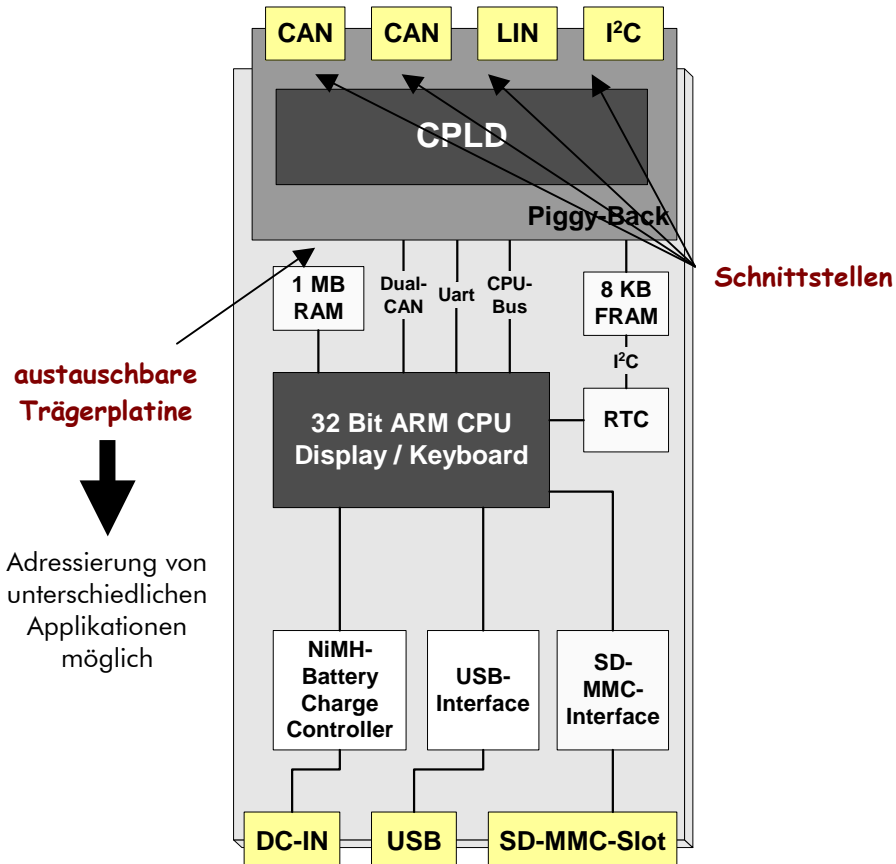 CAN
CAN
LIN
I²C
CPLD
Piggy-Back
Schnittstellen
1 MB
RAM
Dual-
CAN
Uart
CPU-
Bus
8 KB
FRAM
I²C
RTC
austauschbare
Trägerplatine
32 Bit ARM CPU
Display / Keyboard
Adressierung von
unterschiedlichen
Applikationen
möglich
NiMH-
Battery
Charge
Controller
USB-
Interface
SD-
MMC-
Interface
DC-IN
USB
SD-MMC-Slot